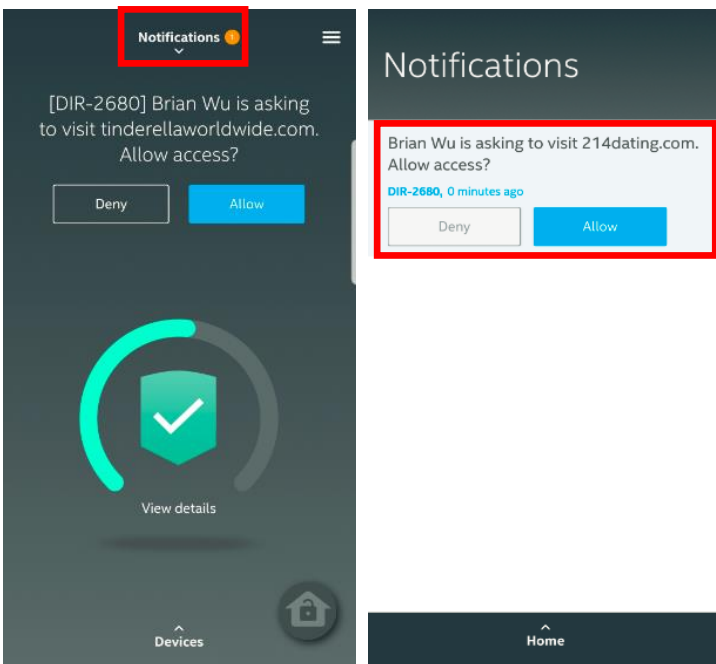 Notifications 1
[DIR-2680] Brian Wu is asking
to visit tinderellaworldwide.com.
Allow access?
Deny
Allow
View details
Devices
Notifications
Brian Wu is asking to visit 214dating.com.
Allow access?
DIR-2680, 0 minutes ago
Deny
Allow
Home